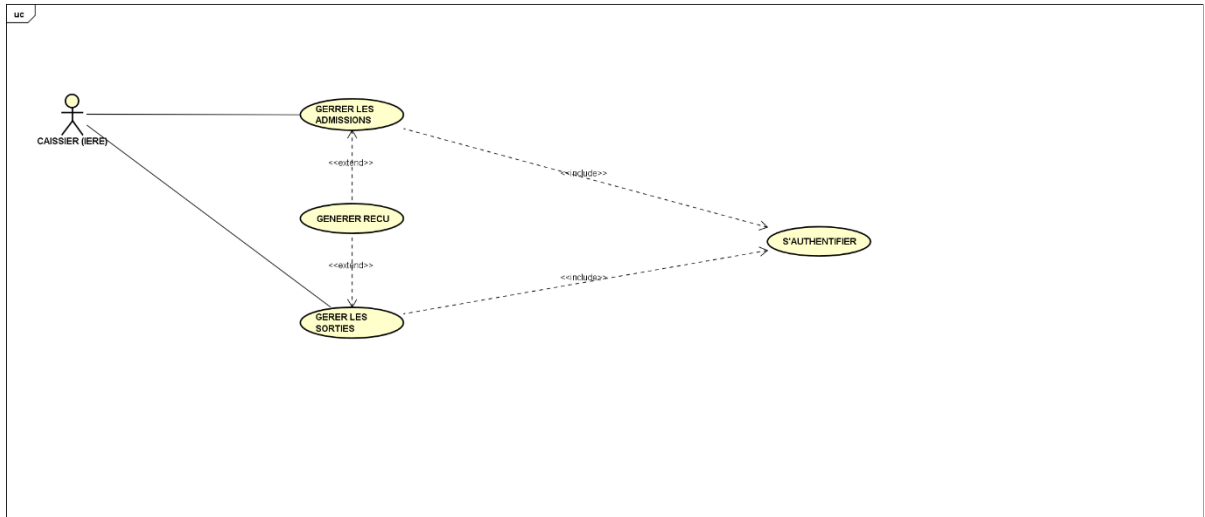 uc
GERRER LES
ADMISSIONS
CAISSIER (IERE)
<<extend>>
<<include>>
GENERER RECU
S'AUTHENTIFIER
<<extend>>
<<include>>
GERER LES
SORTIES